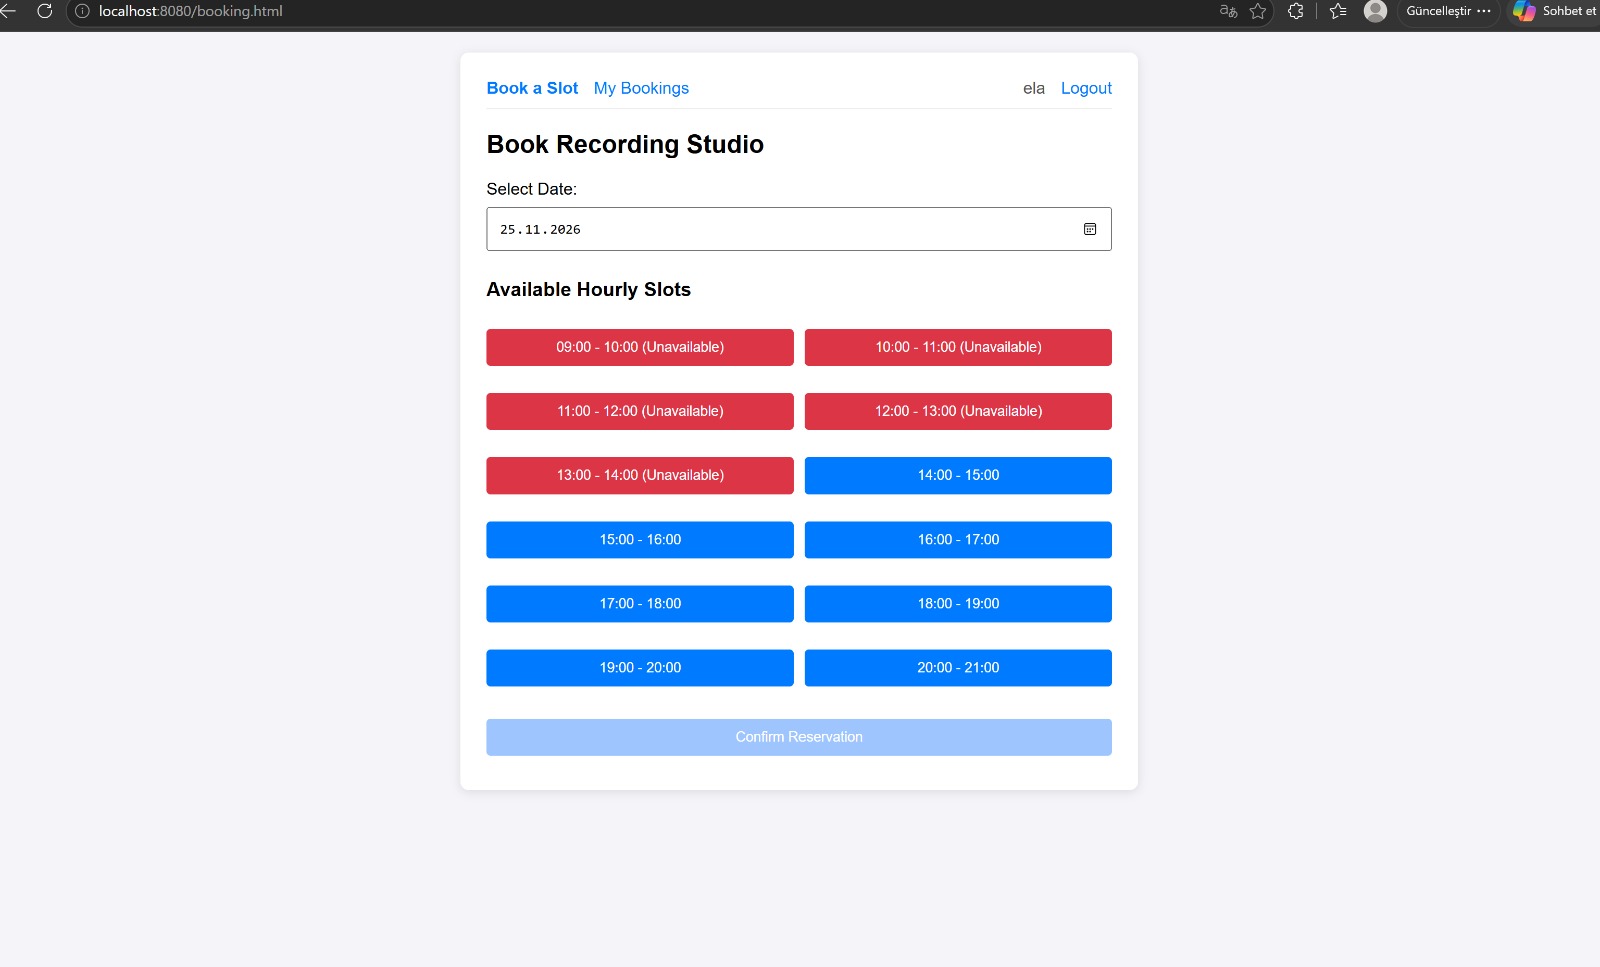 localhost:8080/booking.html
Güncelleştir
Sohbet et
Book a Slot My Bookings ela Logout
Book Recording Studio
Select Date:
25.11.2026
Available Hourly Slots
09:00 - 10:00 (Unavailable) 10:00 - 11:00 (Unavailable)
11:00 - 12:00 (Unavailable) 12:00 - 13:00 (Unavailable)
13:00 - 14:00 (Unavailable) 14:00 - 15:00
15:00 - 16:00 16:00 - 17:00
17:00 - 18:00 18:00 - 19:00
19:00 - 20:00 20:00 - 21:00
Confirm Reservation